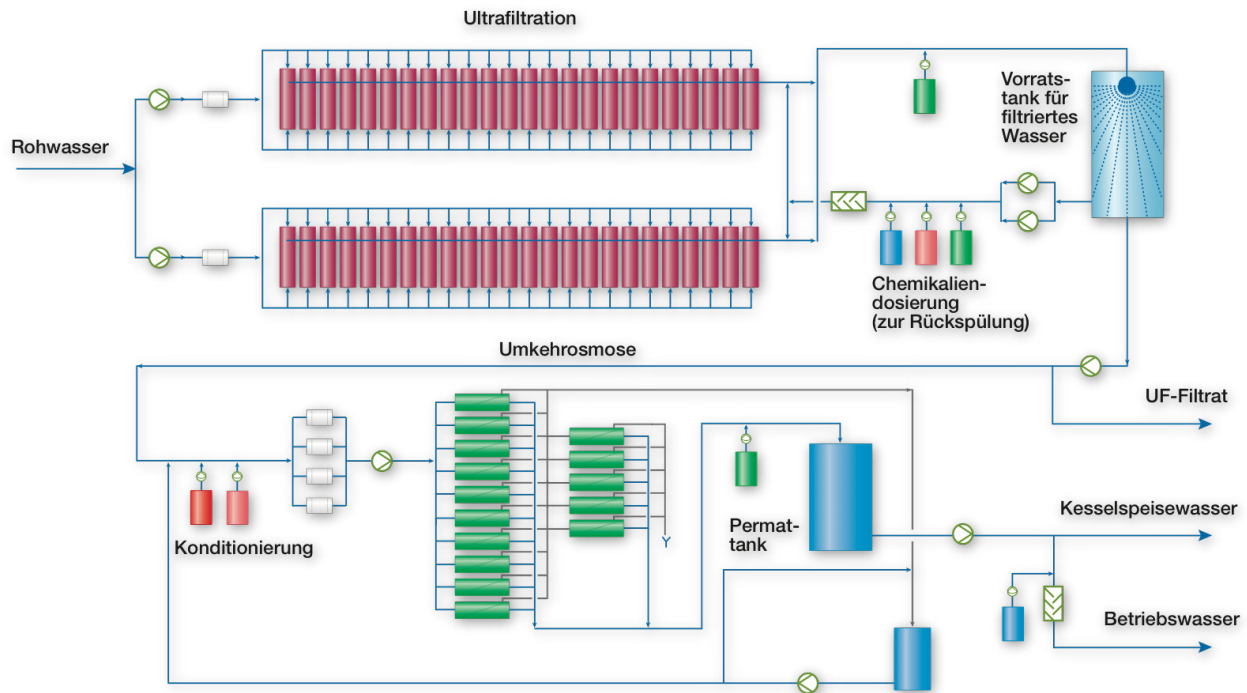 Ultrafiltration
Vorrats-
tank für
filtriertes
Wasser
Rohwasser
Chemikalien-
dosierung
(zur Rückspülung)
Umkehrosmose
UF-Filtrat
Konditionierung
Permat-
tank
Kesselspeisewasser
Betriebswasser